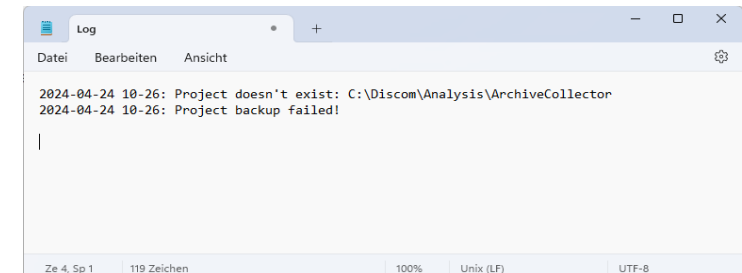 Log
Datei Bearbeiten Ansicht
2024-04-24 10-26: Project doesn't exist: C:\Discom\Analysis\ArchiveCollector
2024-04-24 10-26: Project backup failed!
Ze 4, Sp 1 119 Zeichen 100% Unix (LF) UTF-8